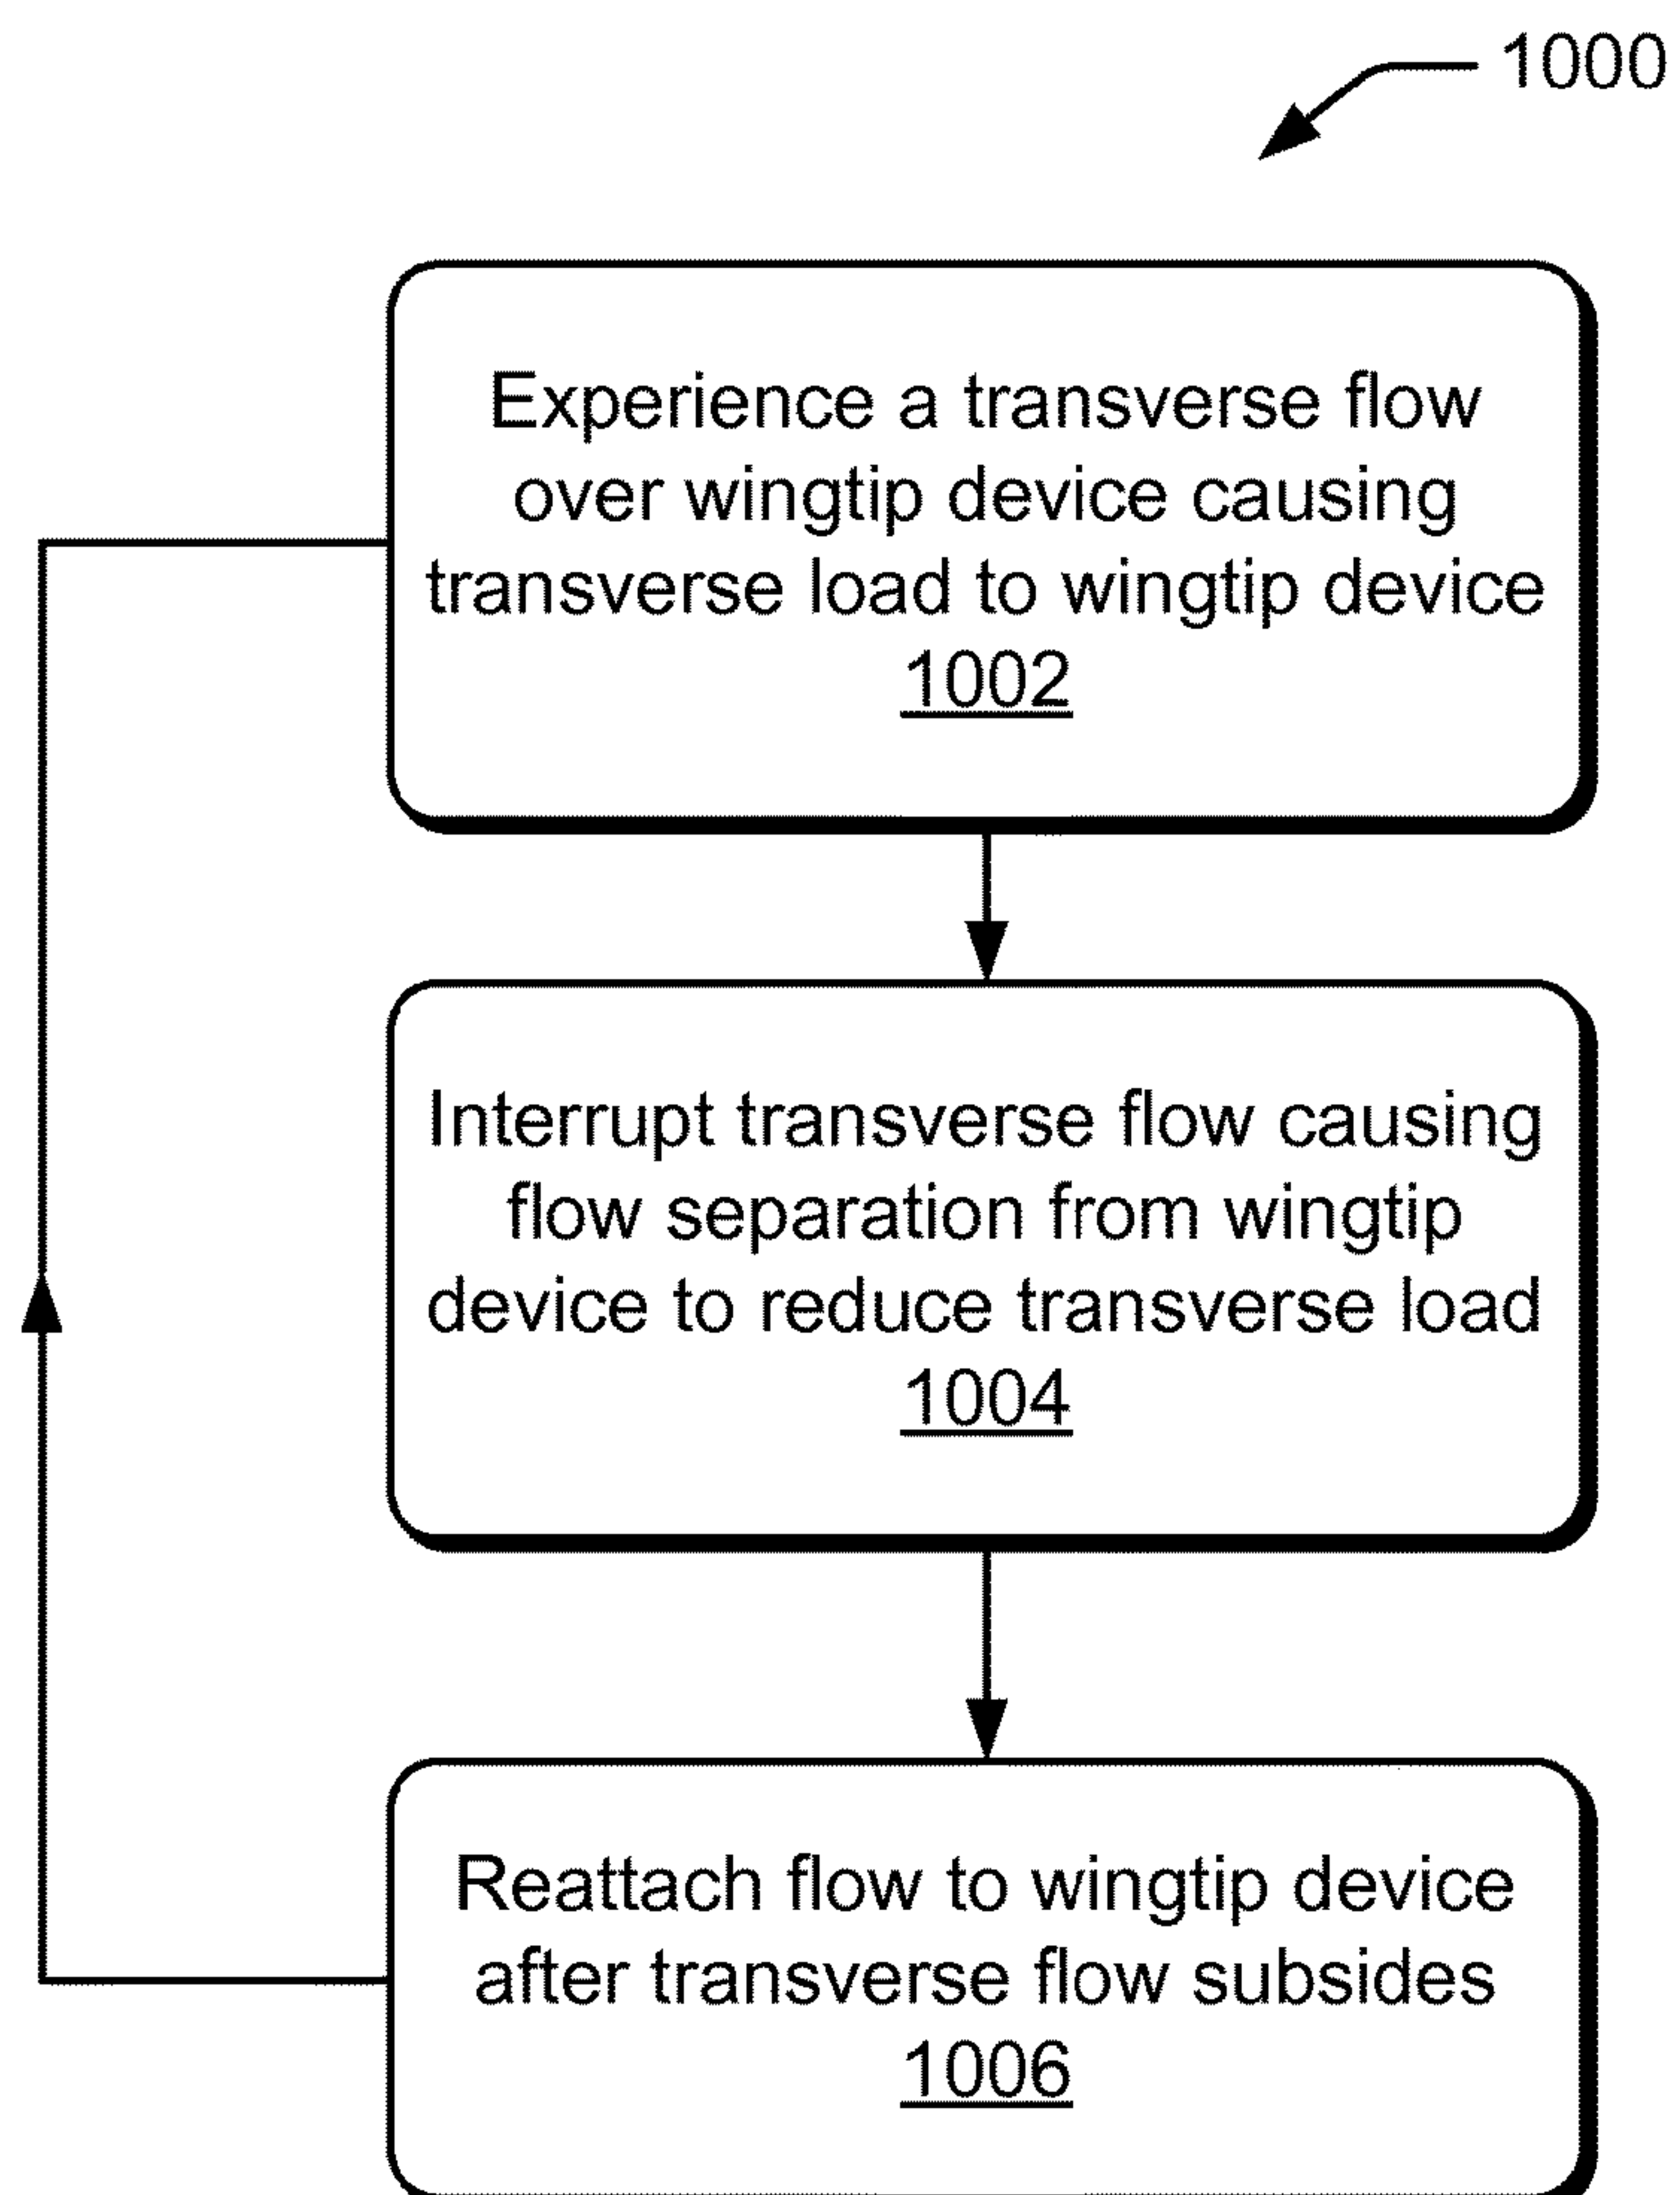 1000
Experience a transverse flow
over wingtip device causing
transverse load to wingtip device
1002
Interrupt transverse flow causing
flow separation from wingtip
device to reduce transverse load
1004
Reattach flow to wingtip device
after transverse flow subsides
1006